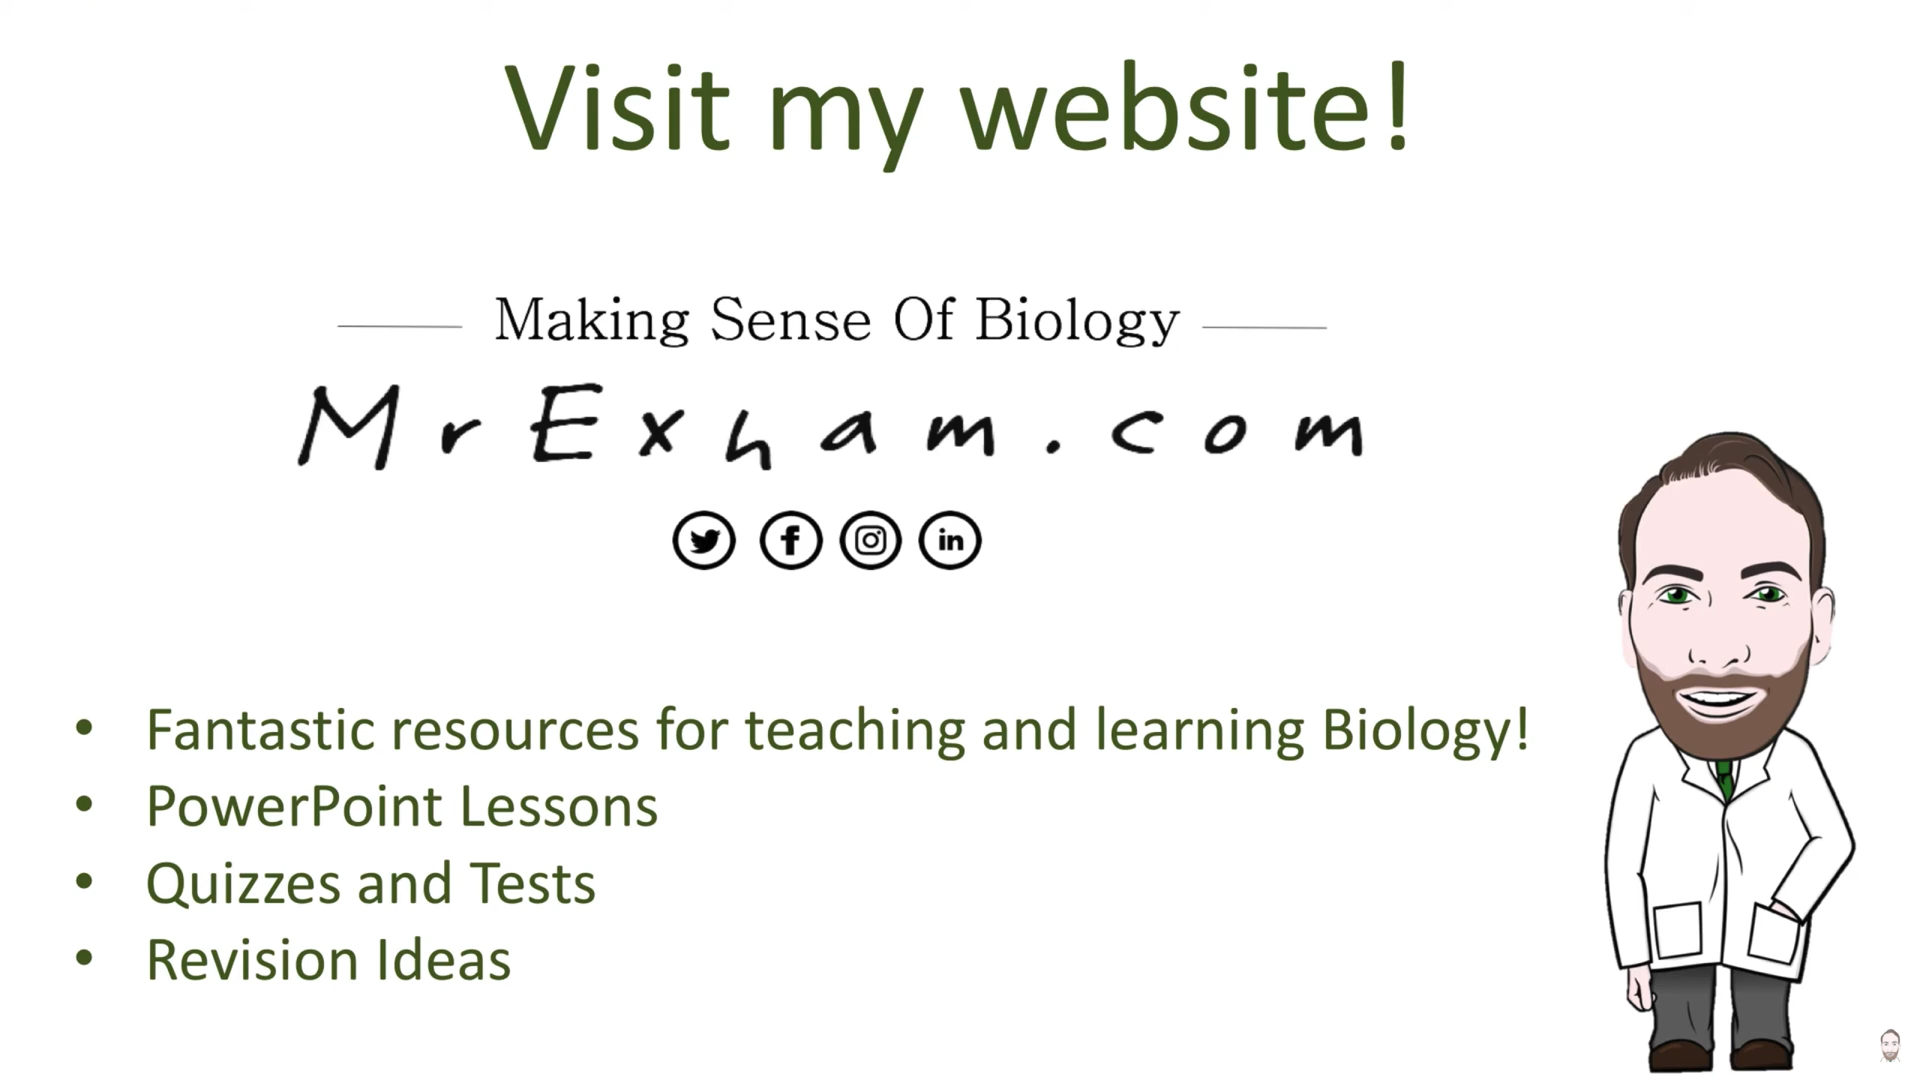 Visit my website!
Making Sense Of Biology
MrExham.com
• Fantastic resources for teaching and learning Biology!
• PowerPoint Lessons
• Quizzes and Tests
• Revision Ideas